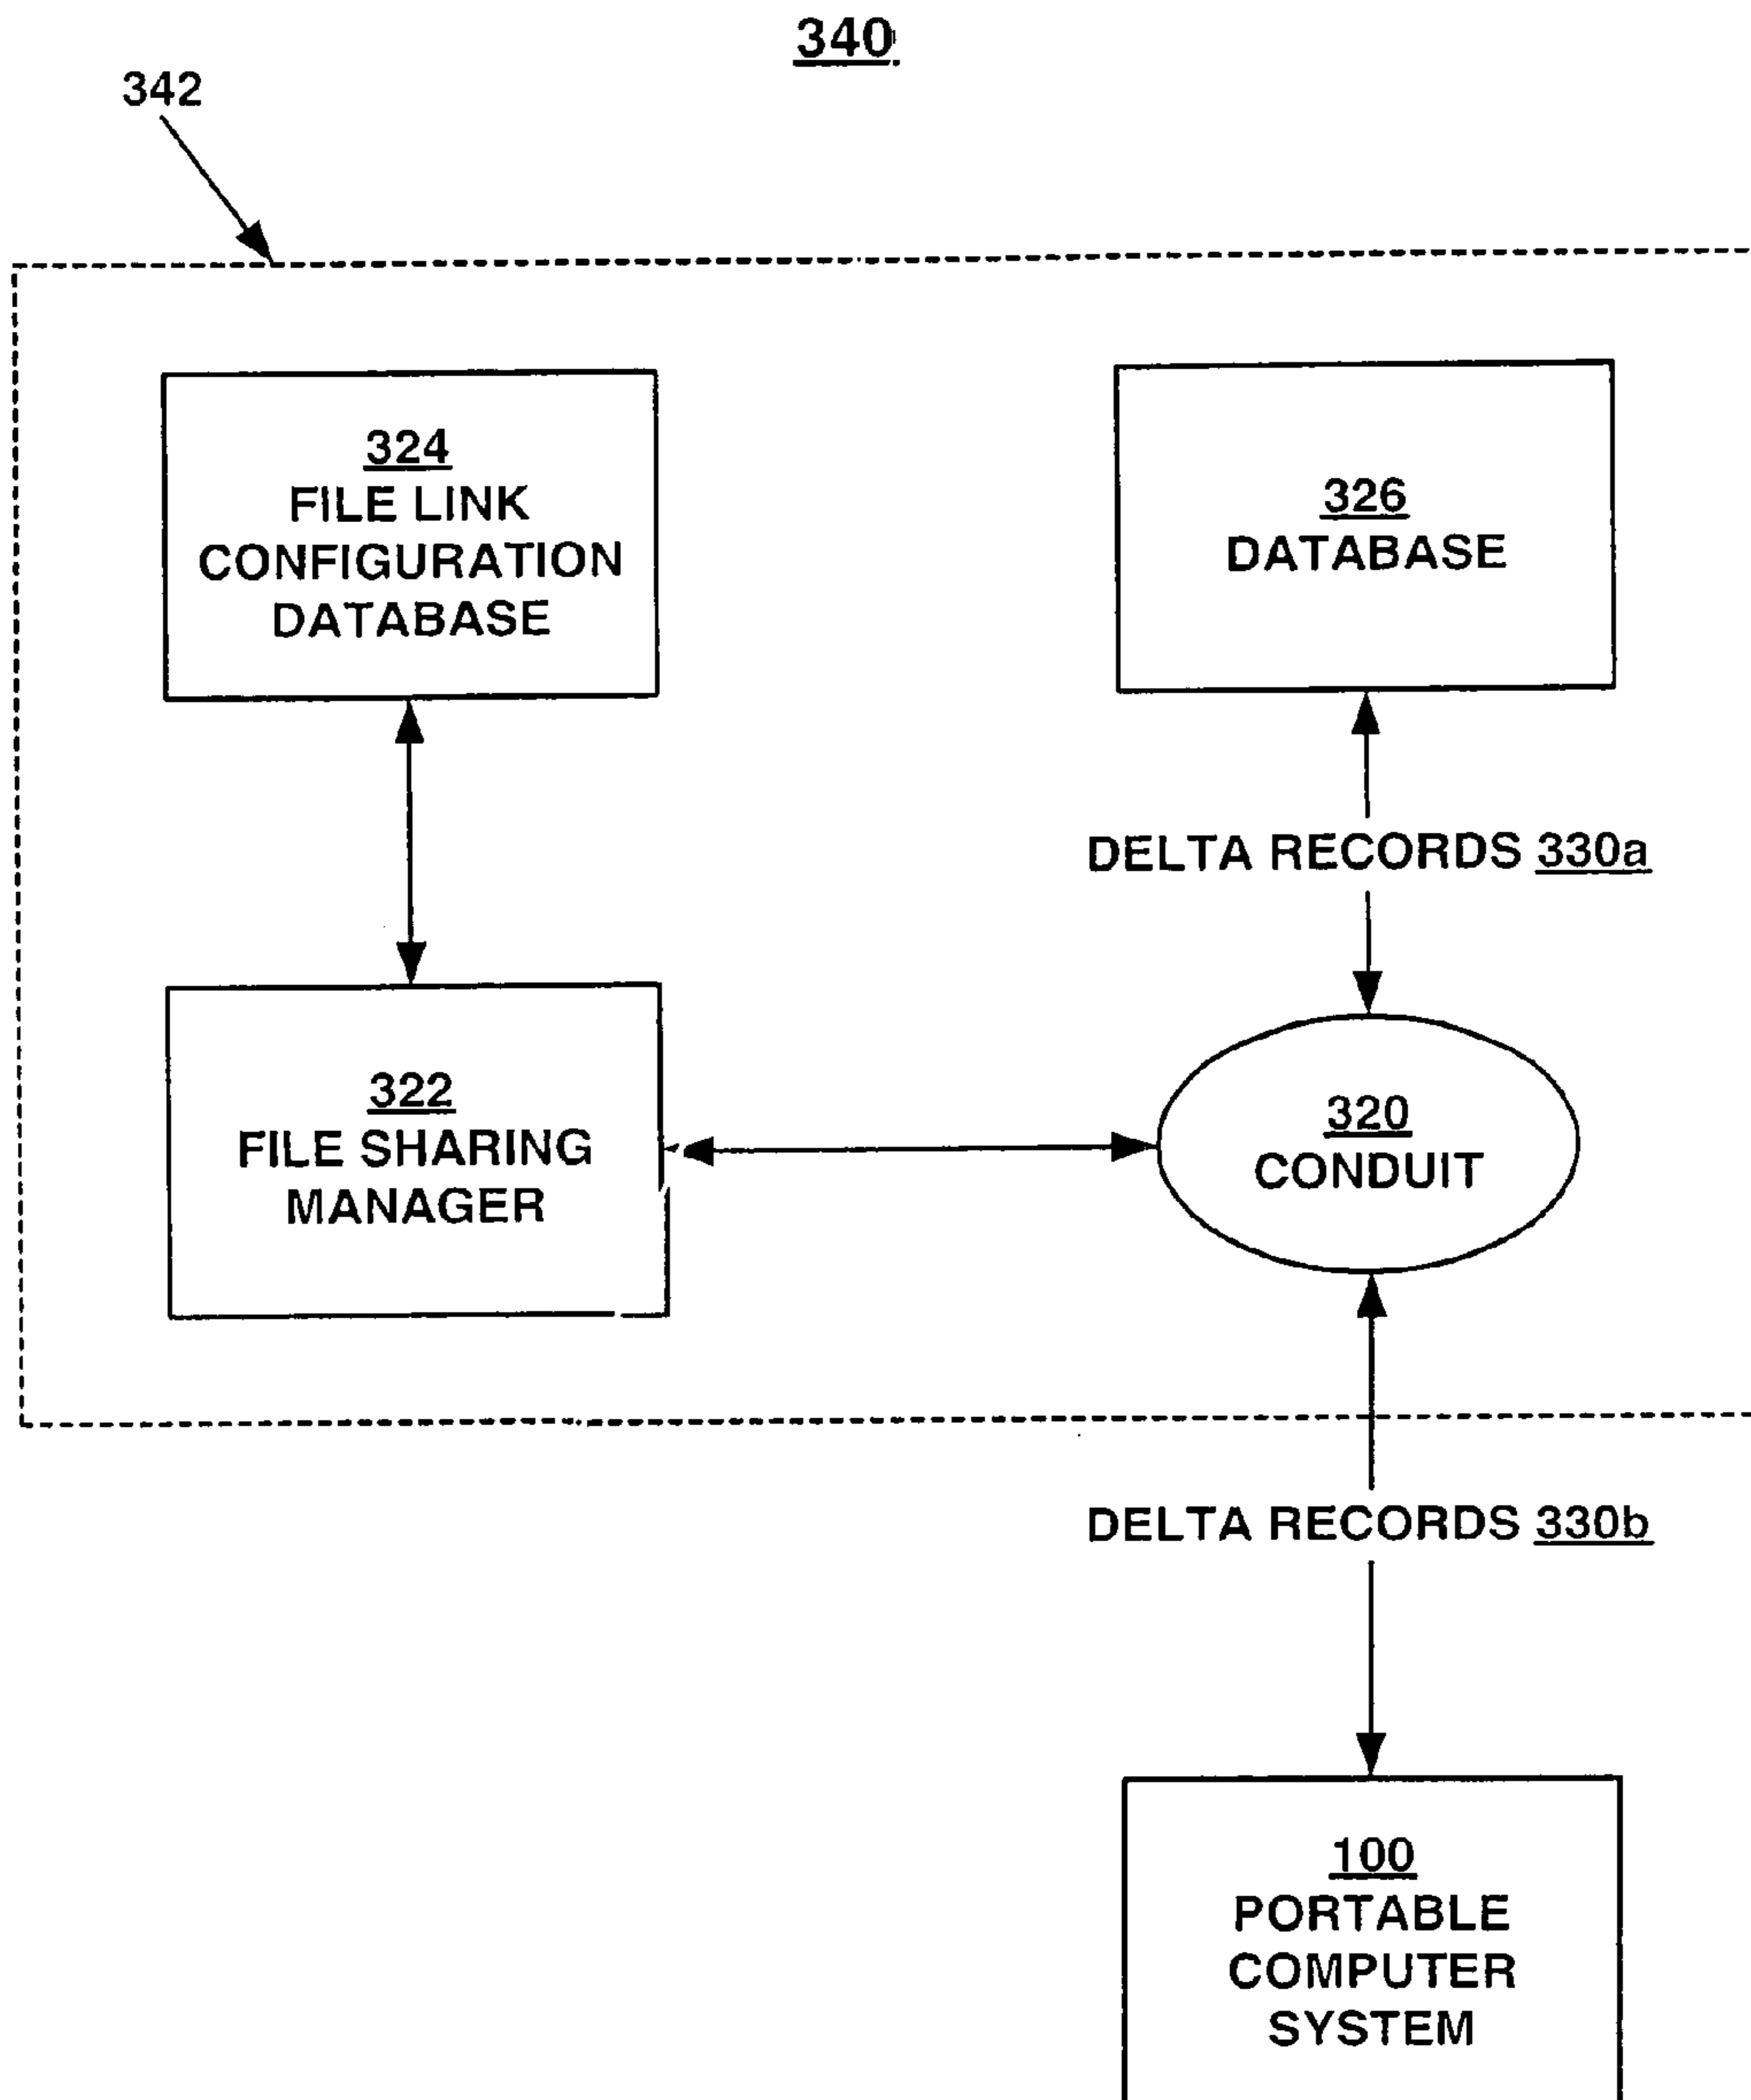 340
342
324
FILE LINK
CONFIGURATION
DATABASE
326
DATABASE
DELTA RECORDS 330a
322
FILE SHARING
MANAGER
320
CONDUIT
DELTA RECORDS 330b
100
PORTABLE
COMPUTER
SYSTEM